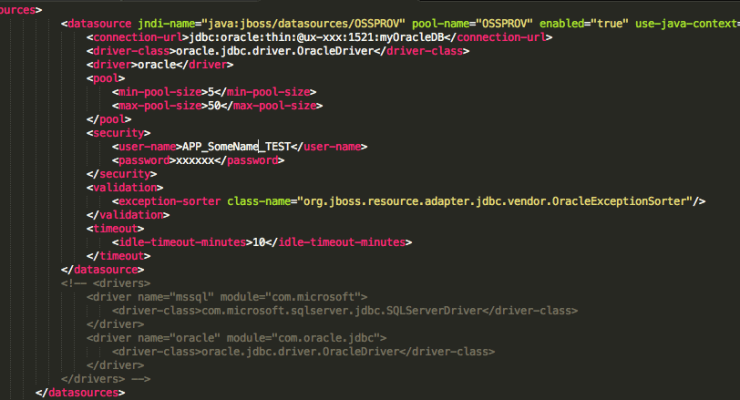 ources>
<datasource jndi-name="java:jboss/datasources/OSSPROV" pool-name="OSSPROV" enabled="true" use-java-context=
<connection-url>jdbc:oracle:thin:@ux-xxx:1521:myOracleDB</connection-url>
<driver-class>oracle.jdbc.driver.OracleDriver</driver-class>
<driver>oracle</driver>
<pool>
<min-pool-size>5</min-pool-size>
<max-pool-size>50</max-pool-size>
</pool>
<security>
<user-name>APP_SomeName_TEST</user-name>
<password>xxxxxx</password>
</security>
<validation>
<exception-sorter class-name="org.jboss.resource.adapter.jdbc.vendor.OracleExceptionSorter"/>
</validation>
<timeout>
<idle-timeout-minutes>10</idle-timeout-minutes>
</timeout>
</datasource>
<!-- <drivers>
<driver name="mssql" module="com.microsoft">
<driver-class>com.microsoft.sqlserver.jdbc.SQLServerDriver</driver-class>
</driver>
<driver name="oracle" module="com.oracle.jdbc">
<driver-class>oracle.jdbc.driver.OracleDriver</driver-class>
</driver>
</drivers> -->
</datasources>